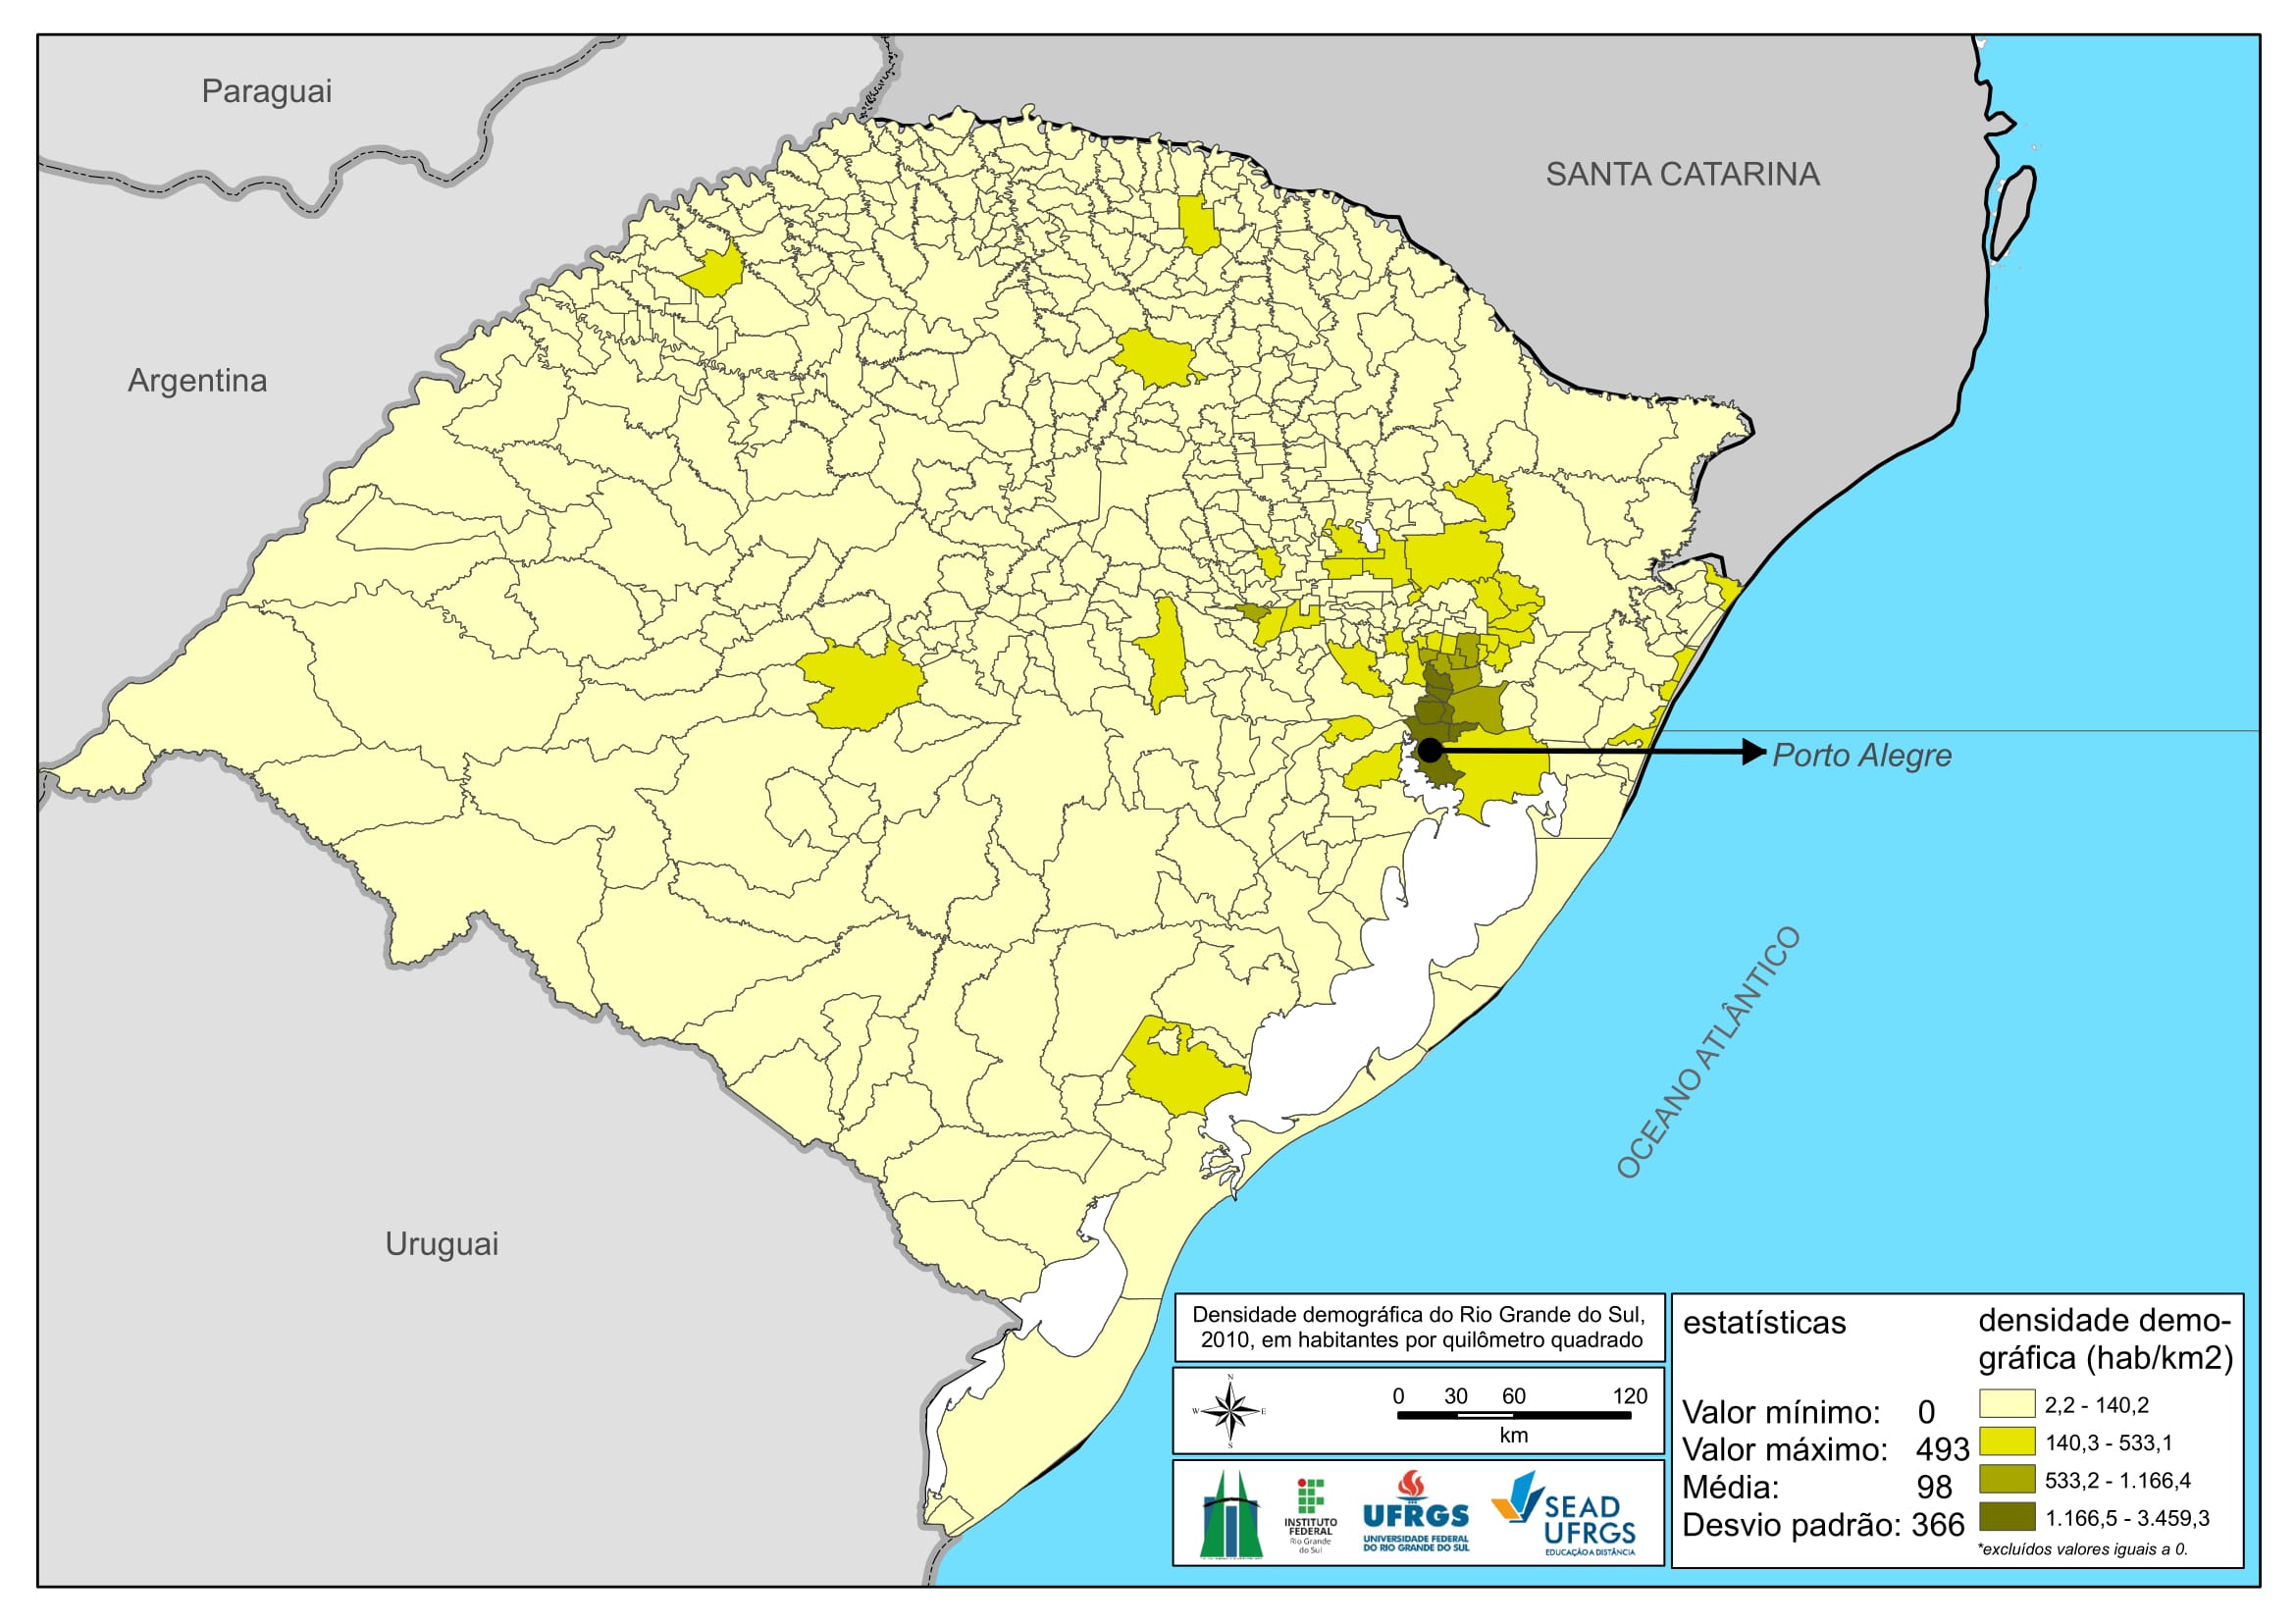 Paraguai
SANTA CATARINA
Argentina
Porto Alegre
OCEANO ATLÂNTICO
Uruguai
Densidade demográfica do Rio Grande do Sul,
2010, em habitantes por quilômetro quadrado
N
W E
S
0 30 60 120
km
INSTITUTO
FEDERAL
Rio Grande
do Sul
UFRGS
UNIVERSIDADE FEDERAL
DO RIO GRANDE DO SUL
SEAD
UFRGS
EDUCAÇÃO A DISTÂNCIA
estatísticas
Valor mínimo: 0
Valor máximo: 493
Média: 98
Desvio padrão: 366
densidade demo-
gráfica (hab/km2)
2,2 - 140,2
140,3 - 533,1
533,2 - 1.166,4
1.166,5 - 3.459,3
*excluídos valores iguais a 0.